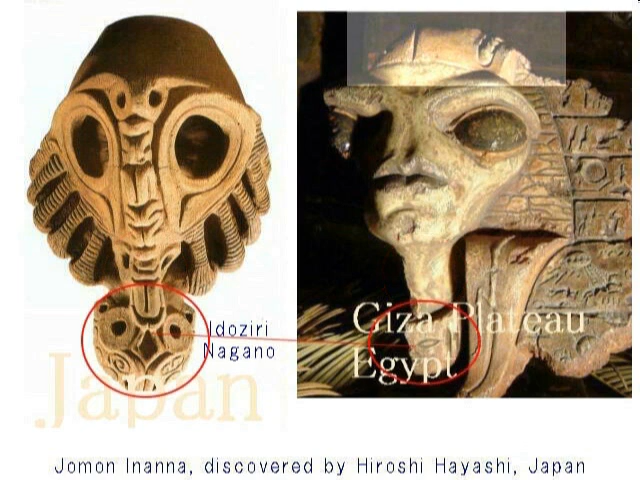 Idoziri
Nagano
Japan
Giza Plateau
Egypt
Jomon Inanna, discovered by Hiroshi Hayashi, Japan